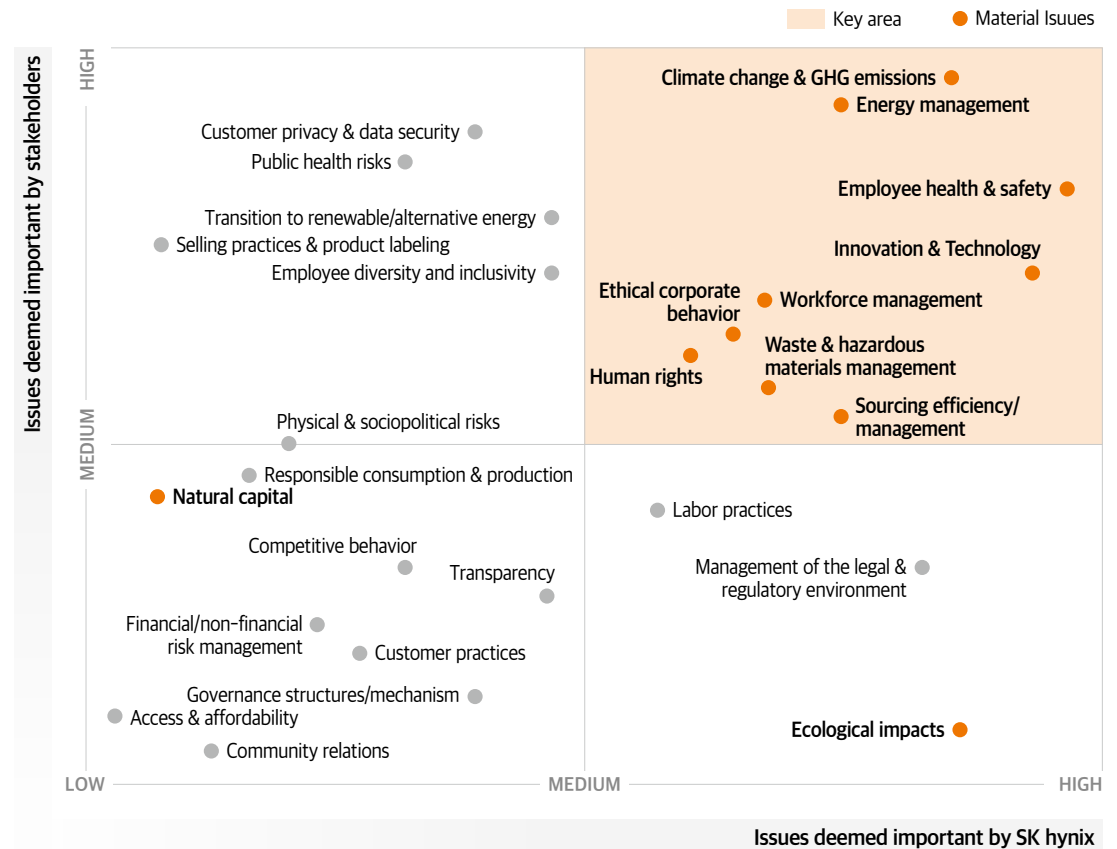 Key area
Material Isuues
Issues deemed important by stakeholders
HIGH
MEDIUM
Climate change & GHG emissions
Energy management
Customer privacy & data security
Public health risks
Employee health & safety
Transition to renewable/alternative energy
Selling practices & product labeling
Employee diversity and inclusivity
Innovation & Technology
Ethical corporate
behavior
Workforce management
Waste & hazardous
materials management
Human rights
Sourcing efficiency/
management
Physical & sociopolitical risks
Responsible consumption & production
Natural capital
Labor practices
Competitive behavior
Transparency
Management of the legal &
regulatory environment
Financial/non-financial
risk management
Customer practices
Governance structures/mechanism
Access & affordability
Community relations
Ecological impacts
LOW
MEDIUM
HIGH
Issues deemed important by SK hynix